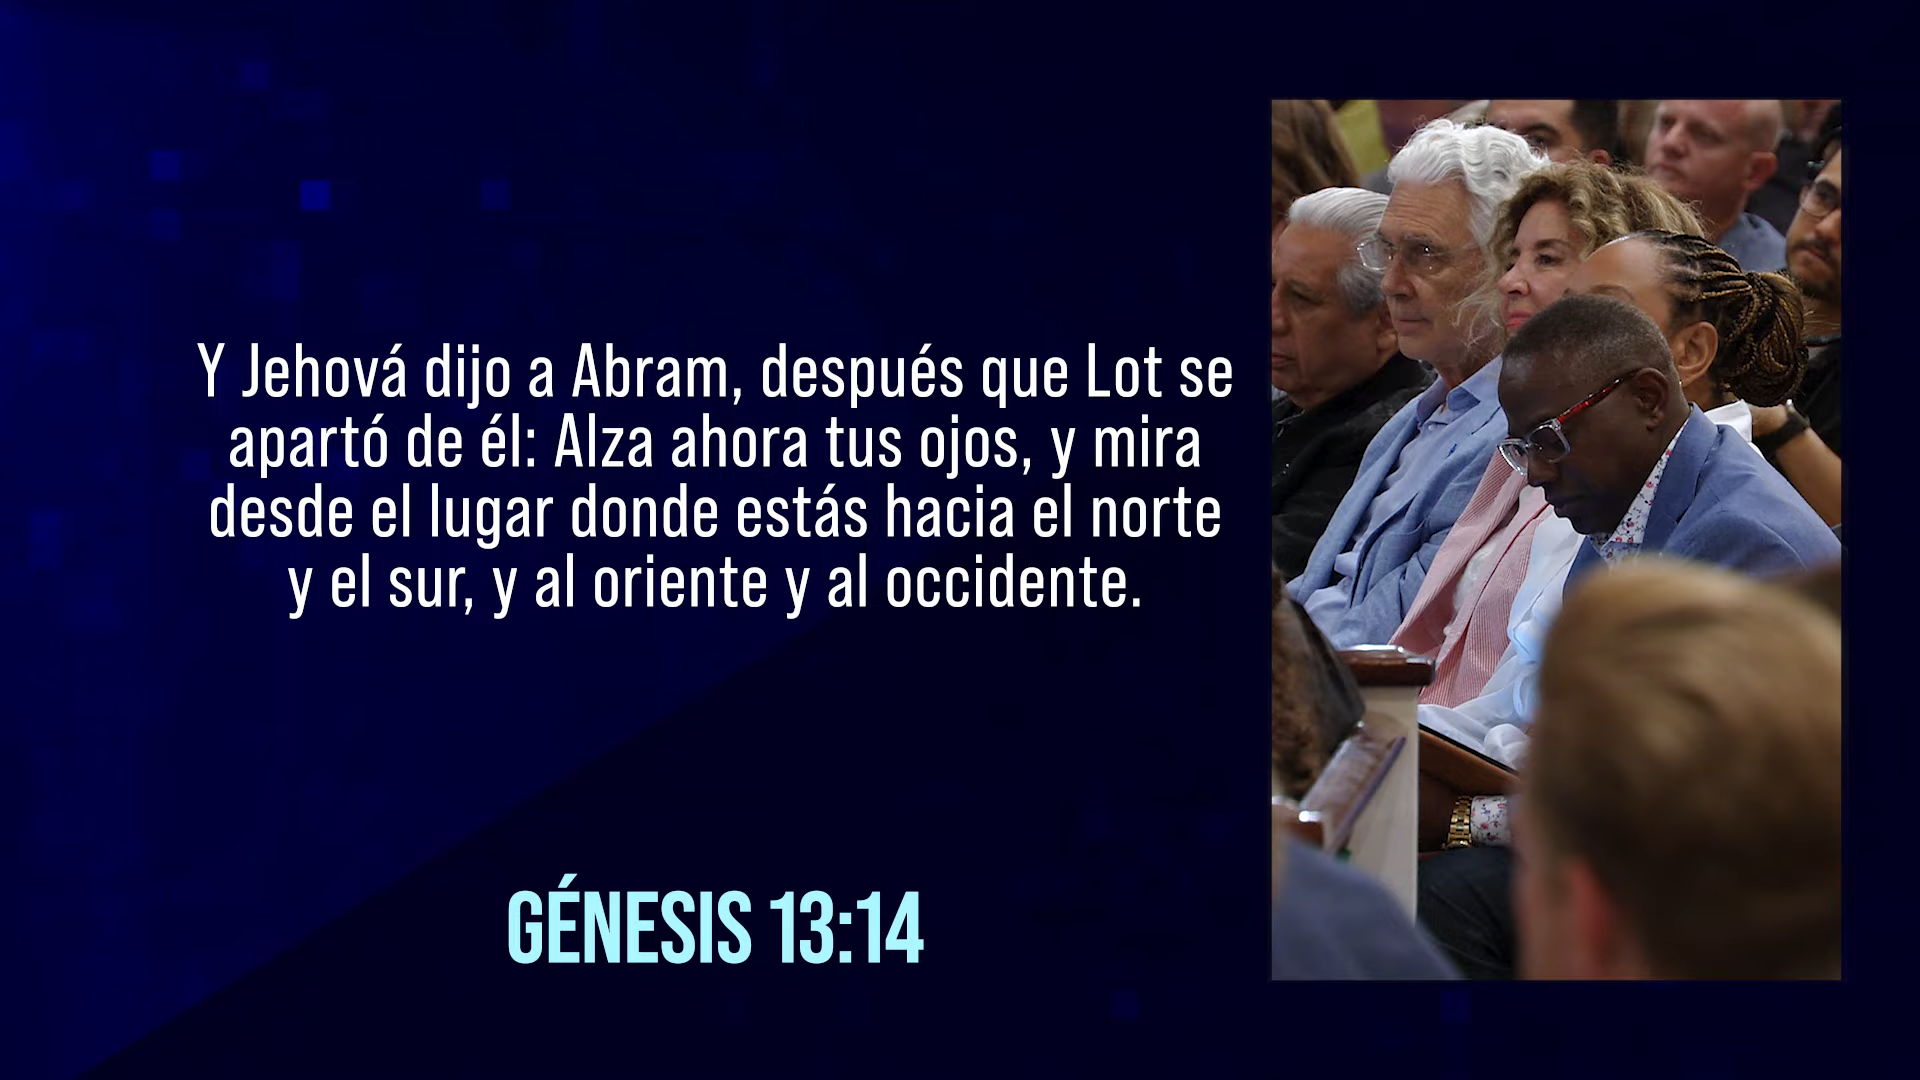 Y Jehová dijo a Abram, después que Lot se
apartó de él: Alza ahora tus ojos, y mira
desde el lugar donde estás hacia el norte
y el sur, y al oriente y al occidente.
GÉNESIS 13:14